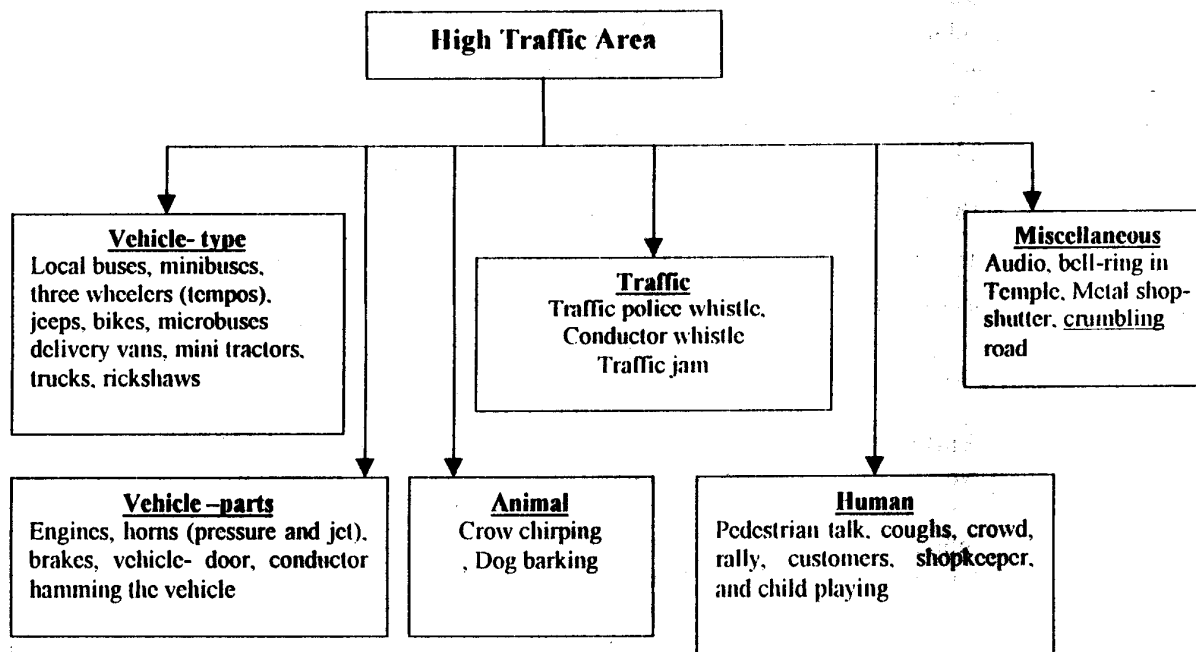 High Traffic Area
Vehicle- type
Local buses, minibuses,
three wheelers (tempos),
jeeps, bikes, microbuses
delivery vans, mini tractors,
trucks, rickshaws
Traffic
Traffic police whistle,
Conductor whistle
Traffic jam
Miscellaneous
Audio, bell-ring in
Temple, Metal shop-
shutter, crumbling
road
Vehicle –parts
Engines, horns (pressure and jet),
brakes, vehicle- door, conductor
hamming the vehicle
Animal
Crow chirping
, Dog barking
Human
Pedestrian talk, coughs, crowd,
rally, customers, shopkeeper,
and child playing